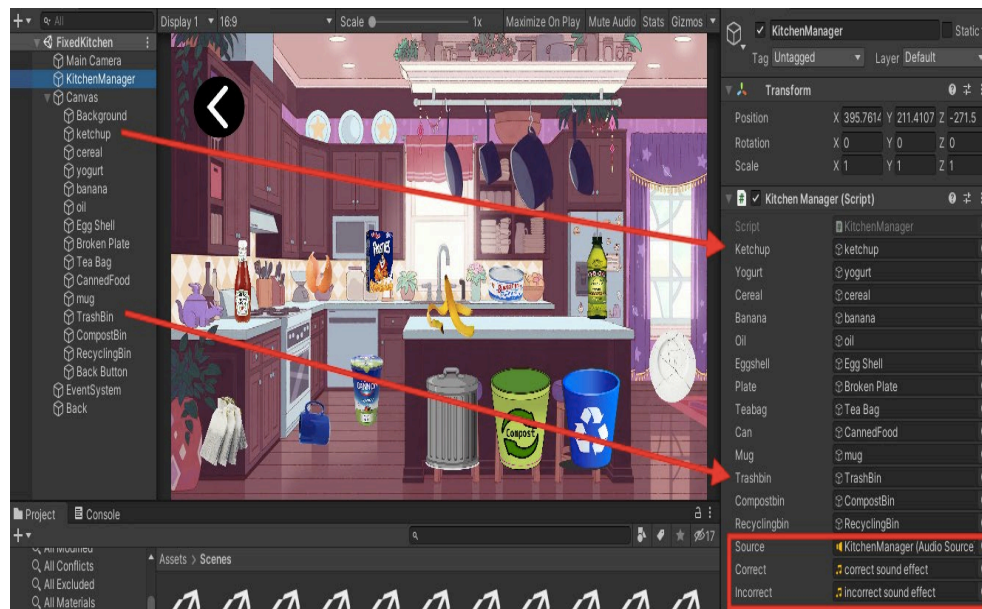 All
Display 1
16:9
Scale
1x
Maximize On Play
Mute Audio
Stats
Gizmos
FixedKitchen
Main Camera
KitchenManager
Canvas
Background
ketchup
cereal
yogurt
banana
oil
Egg Shell
Broken Plate
Tea Bag
CannedFood
mug
TrashBin
CompostBin
RecyclingBin
Back Button
EventSystem
Back
Compost
KitchenManager
Static
Tag Untagged
Layer Default
Transform
Position X 395.7614 Y 211.4107 Z -271.5
Rotation X 0 Y 0 Z 0
Scale X 1 Y 1 Z 1
Kitchen Manager (Script)
Script KitchenManager
Ketchup ketchup
Yogurt yogurt
Cereal cereal
Banana banana
Oil oil
Eggshell Egg Shell
Plate Broken Plate
Teabag Tea Bag
Can CannedFood
Mug mug
Trashbin TrashBin
Compostbin CompostBin
Recyclingbin RecyclingBin
Source KitchenManager (Audio Source
Correct correct sound effect
Incorrect incorrect sound effect
Project
Console
17
All Modified
All Conflicts
All Excluded
All Materials
Assets > Scenes